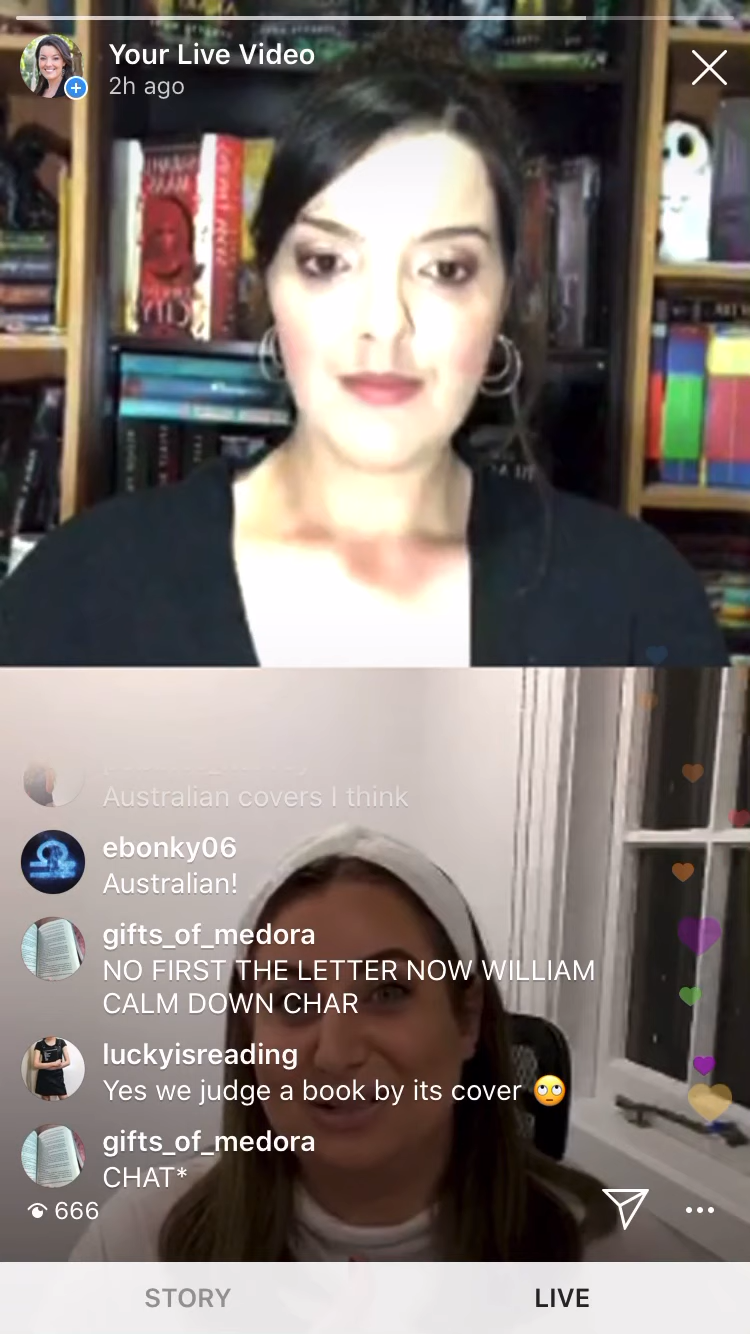 Your Live Video
2h ago
Australian covers I think
ebonky06
Australian!
gifts_of_medora
NO FIRST THE LETTER NOW WILLIAM
CALM DOWN CHAR
luckyisreading
Yes we judge a book by its cover 🙄
gifts_of_medora
CHAT*
666
STORY
LIVE